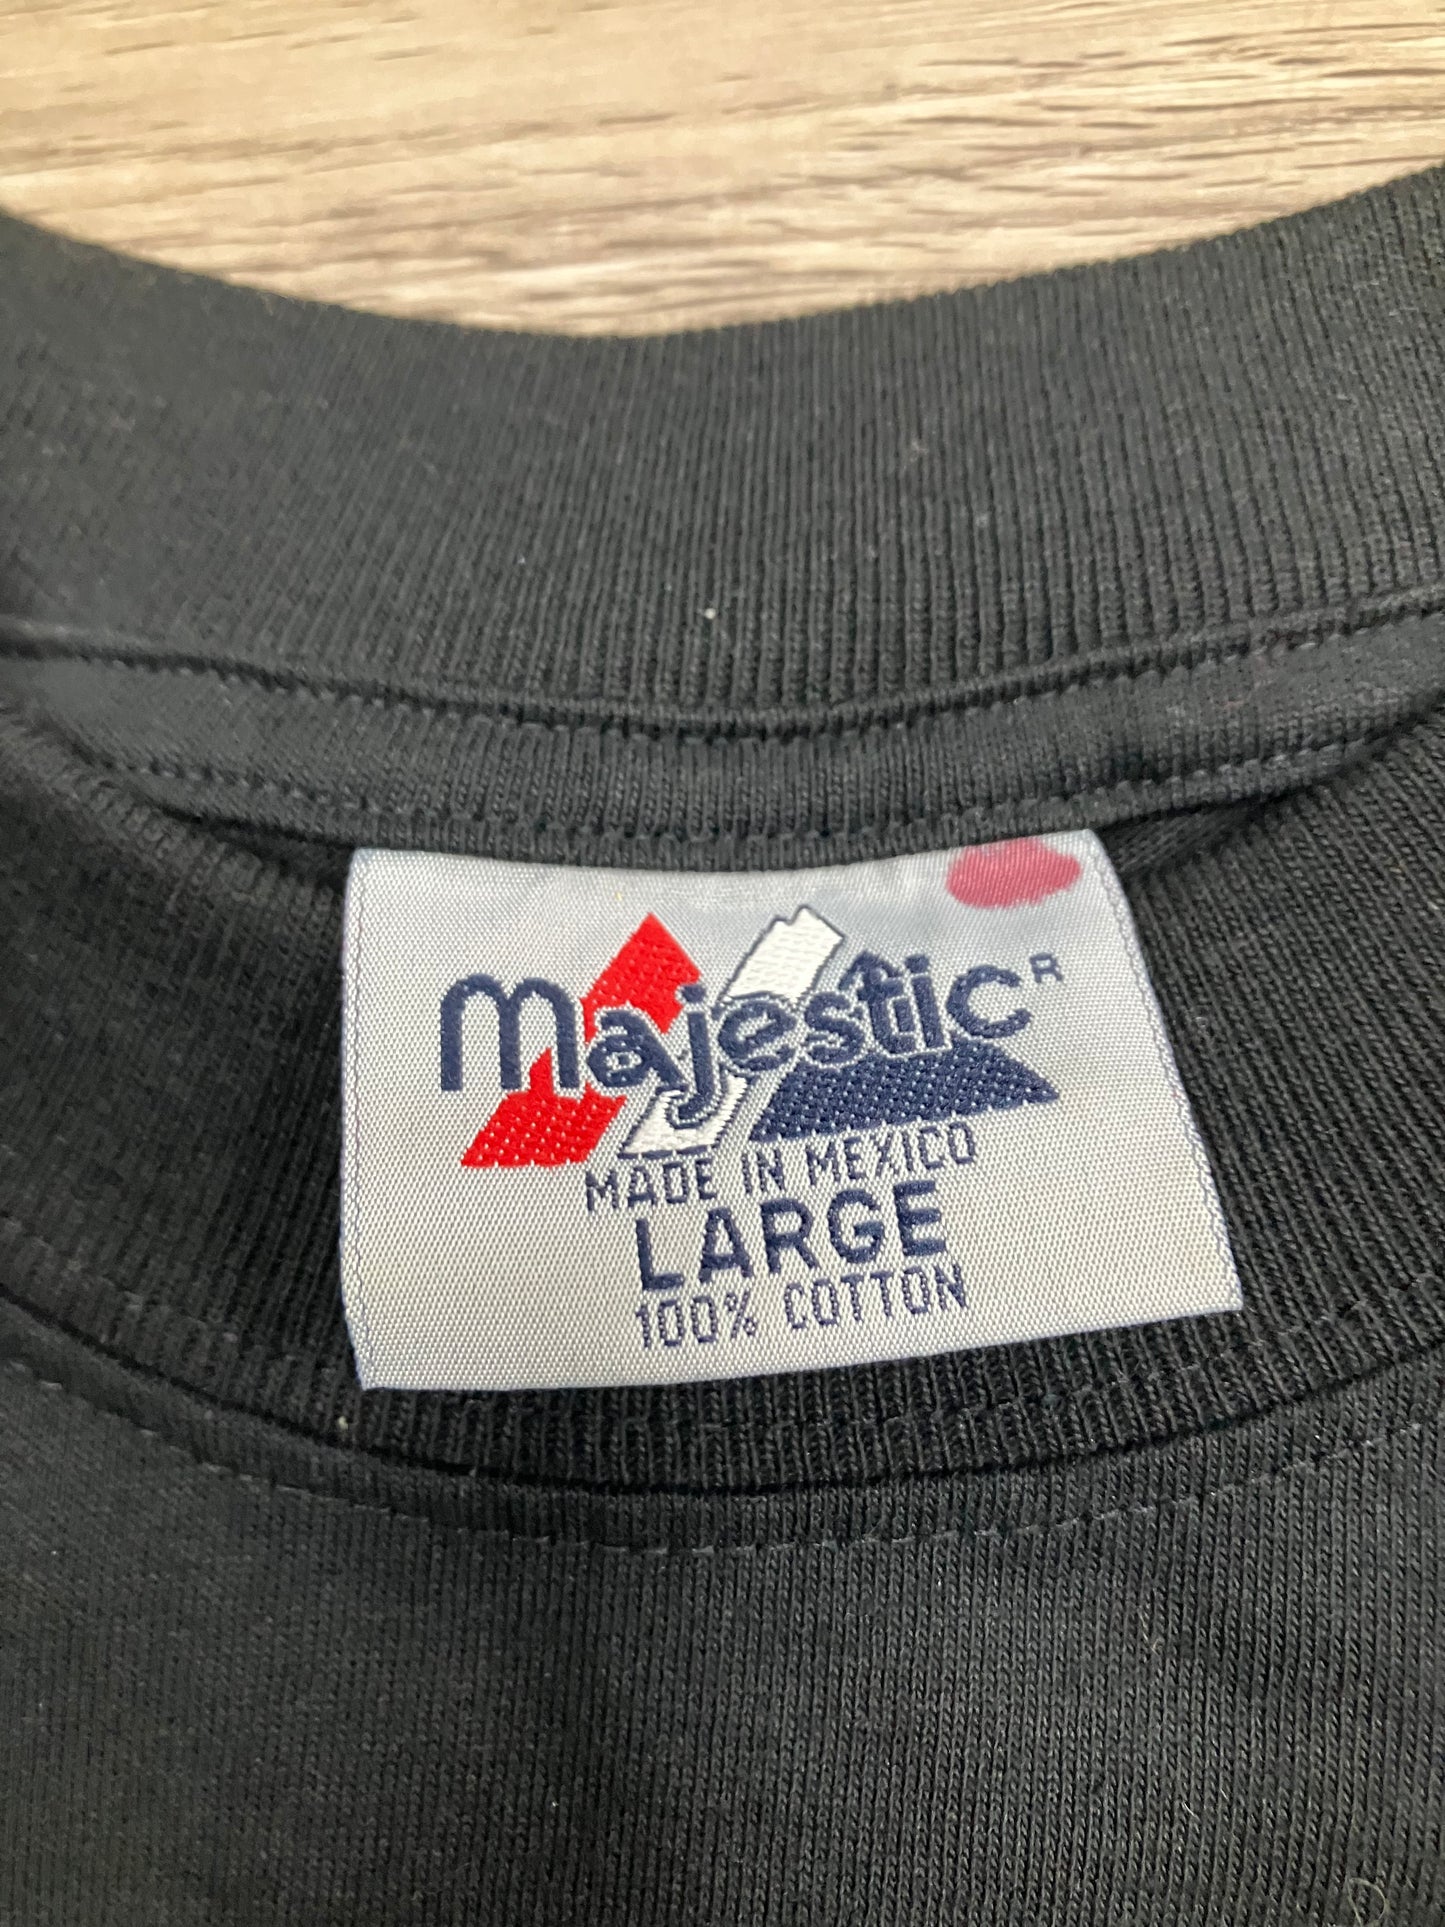 majestic R
MADE IN MEXICO
LARGE
100% COTTON